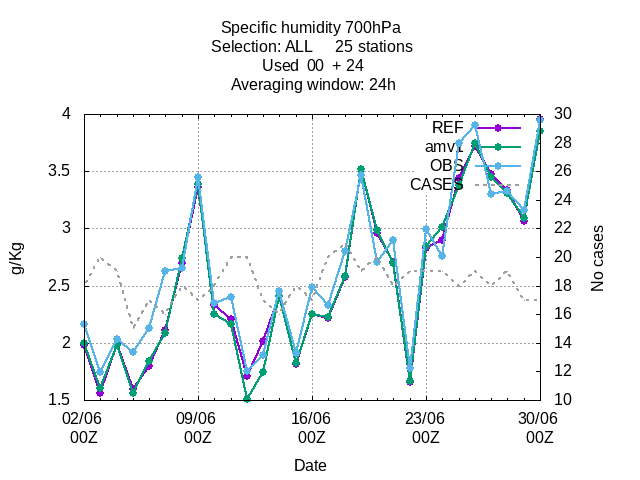 Specific humidity 700hPa
Selection: ALL 25 stations
Used 00 + 24
Averaging window: 24h
4 30
REF 28
amv1
3.5 OBS 26
CASES 24
3 22
g/Kg 20 No cases
2.5 18
16
2 14
12
1.5 10
02/06 09/06 16/06 23/06 30/06
00Z 00Z 00Z 00Z 00Z
Date